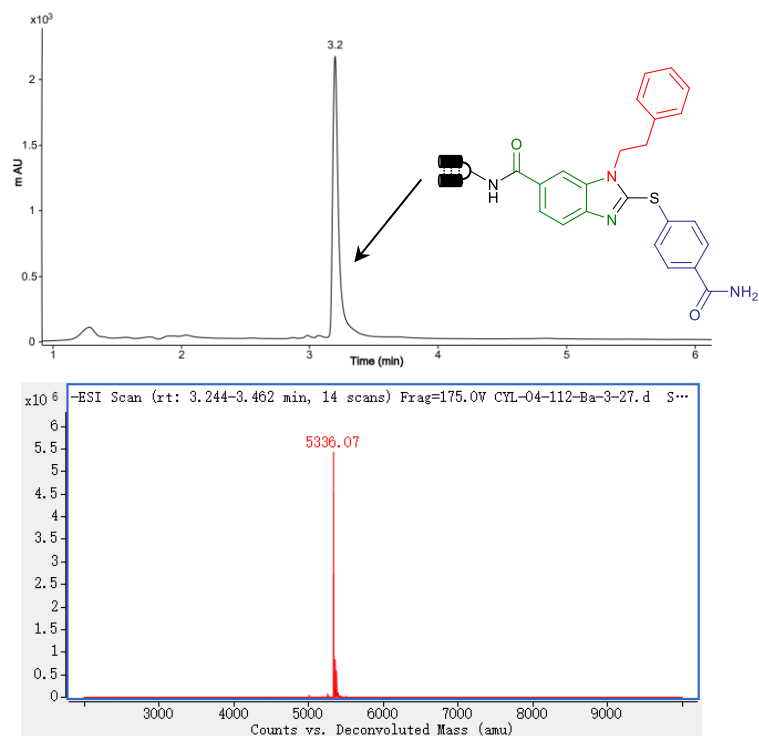 x10³
3.2
2
1.5
1
0.5
0
m AU
1 2 3 4 5 6
Time (min)
O
N
H
N
N
S
O
NH₂
x10 6
-ESI Scan (rt: 3.244-3.462 min, 14 scans) Frag=175.0V CYL-04-112-Ba-3-27.d S···
5336.07
6
5.5
5
4.5
4
3.5
3
2.5
2
1.5
1
0.5
0
3000 4000 5000 6000 7000 8000 9000
Counts vs. Deconvoluted Mass (amu)